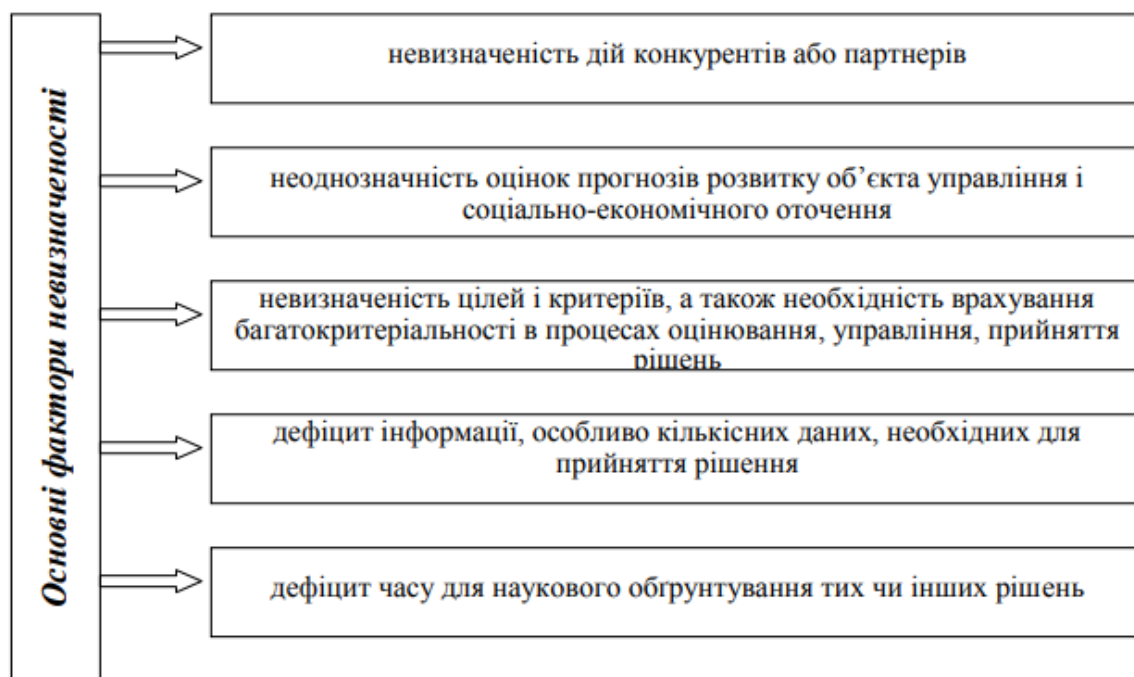 Основні фактори невизначеності
невизначеність дій конкурентів або партнерів
неоднозначність оцінок прогнозів розвитку об’єкта управління і
соціально-економічного оточення
невизначеність цілей і критеріїв, а також необхідність врахування
багатокритеріальності в процесах оцінювання, управління, прийняття
рішень
дефіцит інформації, особливо кількісних даних, необхідних для
прийняття рішення
дефіцит часу для наукового обґрунтування тих чи інших рішень